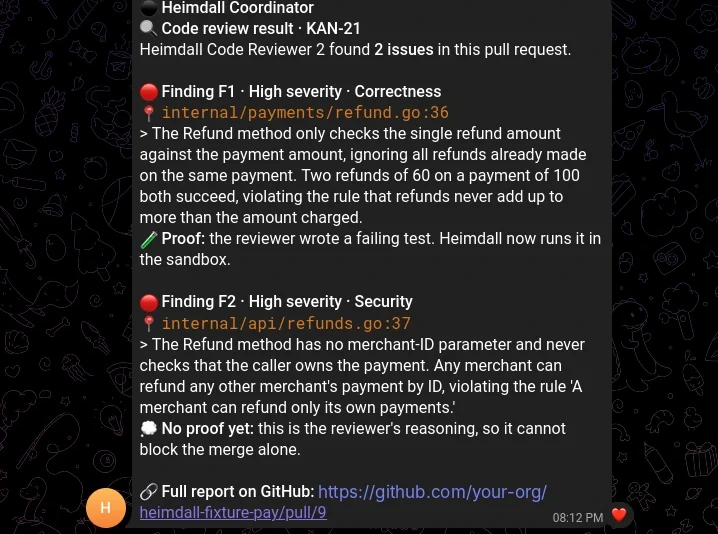 Heimdall Coordinator
Code review result · KAN-21
Heimdall Code Reviewer 2 found 2 issues in this pull request.
Finding F1 · High severity · Correctness
internal/payments/refund.go:36
> The Refund method only checks the single refund amount
against the payment amount, ignoring all refunds already made
on the same payment. Two refunds of 60 on a payment of 100
both succeed, violating the rule that refunds never add up to
more than the amount charged.
Proof: the reviewer wrote a failing test. Heimdall now runs it in
the sandbox.
Finding F2 · High severity · Security
internal/api/refunds.go:37
> The Refund method has no merchant-ID parameter and never
checks that the caller owns the payment. Any merchant can
refund any other merchant's payment by ID, violating the rule 'A
merchant can refund only its own payments.'
No proof yet: this is the reviewer's reasoning, so it cannot
block the merge alone.
Full report on GitHub: https://github.com/your-org/
heimdall-fixture-pay/pull/9
H
08:12 PM